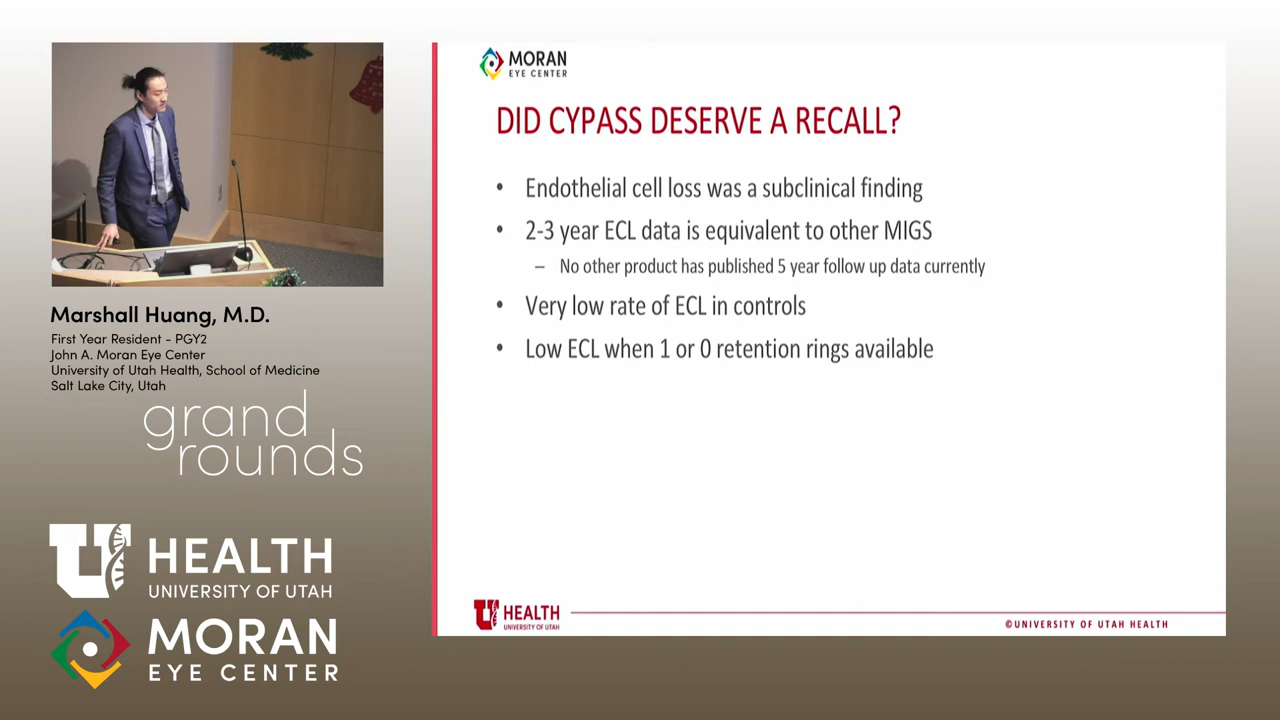 Marshall Huang, M.D.
First Year Resident - PGY2
John A. Moran Eye Center
University of Utah Health, School of Medicine
Salt Lake City, Utah
grand
rounds
U
HEALTH
UNIVERSITY OF UTAH
MORAN
EYE CENTER
MORAN
EYE CENTER
DID CYPASS DESERVE A RECALL?
• Endothelial cell loss was a subclinical finding
• 2-3 year ECL data is equivalent to other MIGS
– No other product has published 5 year follow up data currently
• Very low rate of ECL in controls
• Low ECL when 1 or 0 retention rings available
U
HEALTH
UNIVERSITY OF UTAH
©UNIVERSITY OF UTAH HEALTH